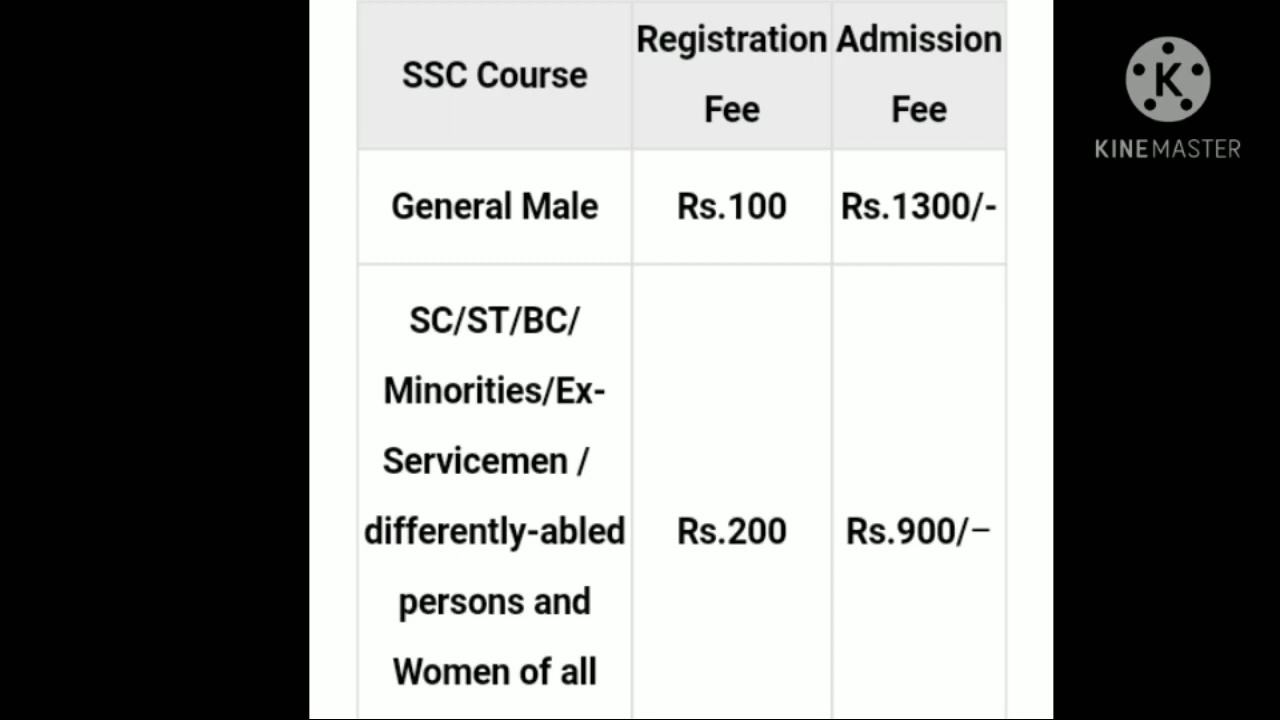 SSC Course
Registration
Fee
Admission
Fee
General Male
Rs.100
Rs.1300/-
SC/ST/BC/
Minorities/Ex-
Servicemen /
differently-abled
persons and
Women of all
Rs.200
Rs.900/–
K
KINEMASTER